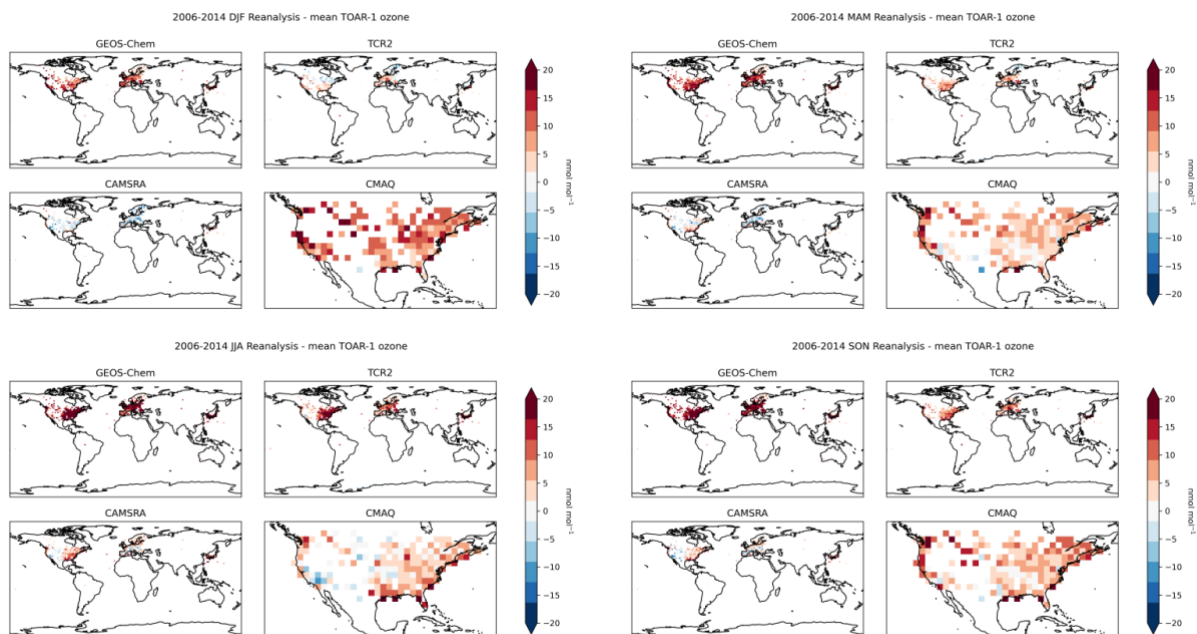 2006-2014 DJF Reanalysis - mean TOAR-1 ozone
GEOS-Chem
TCR2
CAMSRA
CMAQ
20
15
10
5
0
−5
−10
−15
−20
nmol mol⁻¹
2006-2014 MAM Reanalysis - mean TOAR-1 ozone
GEOS-Chem
TCR2
CAMSRA
CMAQ
20
15
10
5
0
−5
−10
−15
−20
nmol mol⁻¹
2006-2014 JJA Reanalysis - mean TOAR-1 ozone
GEOS-Chem
TCR2
CAMSRA
CMAQ
20
15
10
5
0
−5
−10
−15
−20
nmol mol⁻¹
2006-2014 SON Reanalysis - mean TOAR-1 ozone
GEOS-Chem
TCR2
CAMSRA
CMAQ
20
15
10
5
0
−5
−10
−15
−20
nmol mol⁻¹